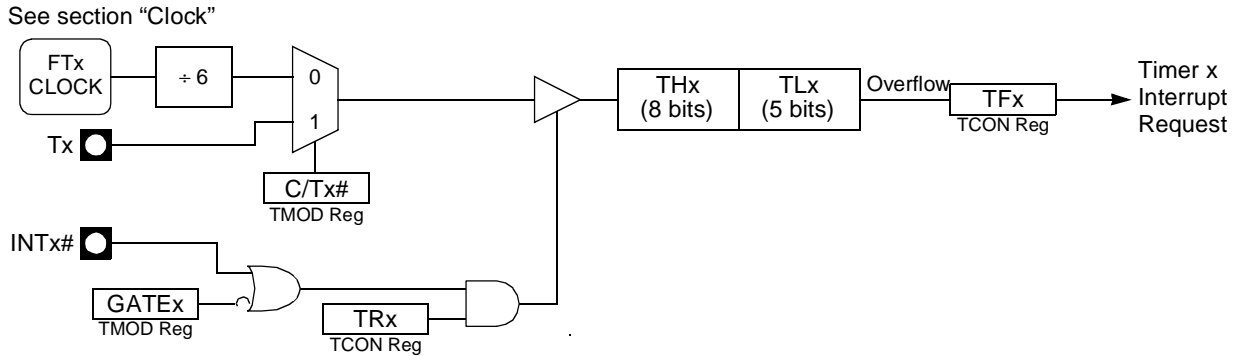 See section “Clock”
FTx
CLOCK
÷ 6
0
1
Tx
C/Tx#
TMOD Reg
THx
(8 bits)
TLx
(5 bits)
Overflow
TFx
TCON Reg
Timer x
Interrupt
Request
INTx#
GATEx
TMOD Reg
TRx
TCON Reg